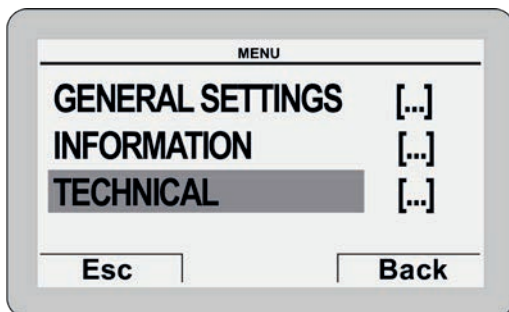 MENU
GENERAL SETTINGS [...]
INFORMATION [...]
TECHNICAL [...]
Esc Back